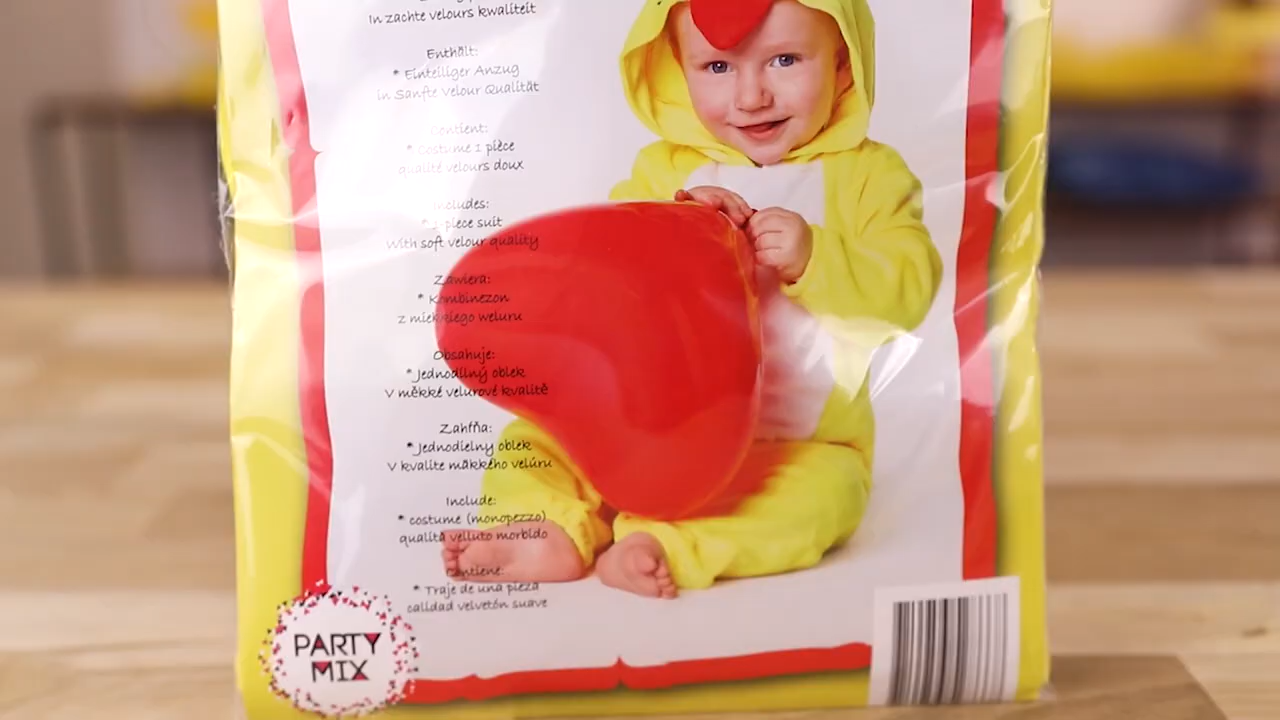 In zachte velours kwaliteit
Enthält:
* Einteiliger Anzug
in Sanfte Velour Qualität
Contient:
* Costume 1 pièce
qualité velours doux
Includes:
* 1 piece suit
With soft velour quality
Zawiera:
* Kombinezon
z miekkiego weluru
Obsahuje:
* Jednodílný oblek
V měkké velurové kvalitě
Zahŕňa:
* Jednodielny oblek
V kvalite mäkkého velúru
Include:
* costume (monopezzo)
qualità velluto morbido
Contiene:
* Traje de una pieza
calidad velvetón suave
PARTY
MIX